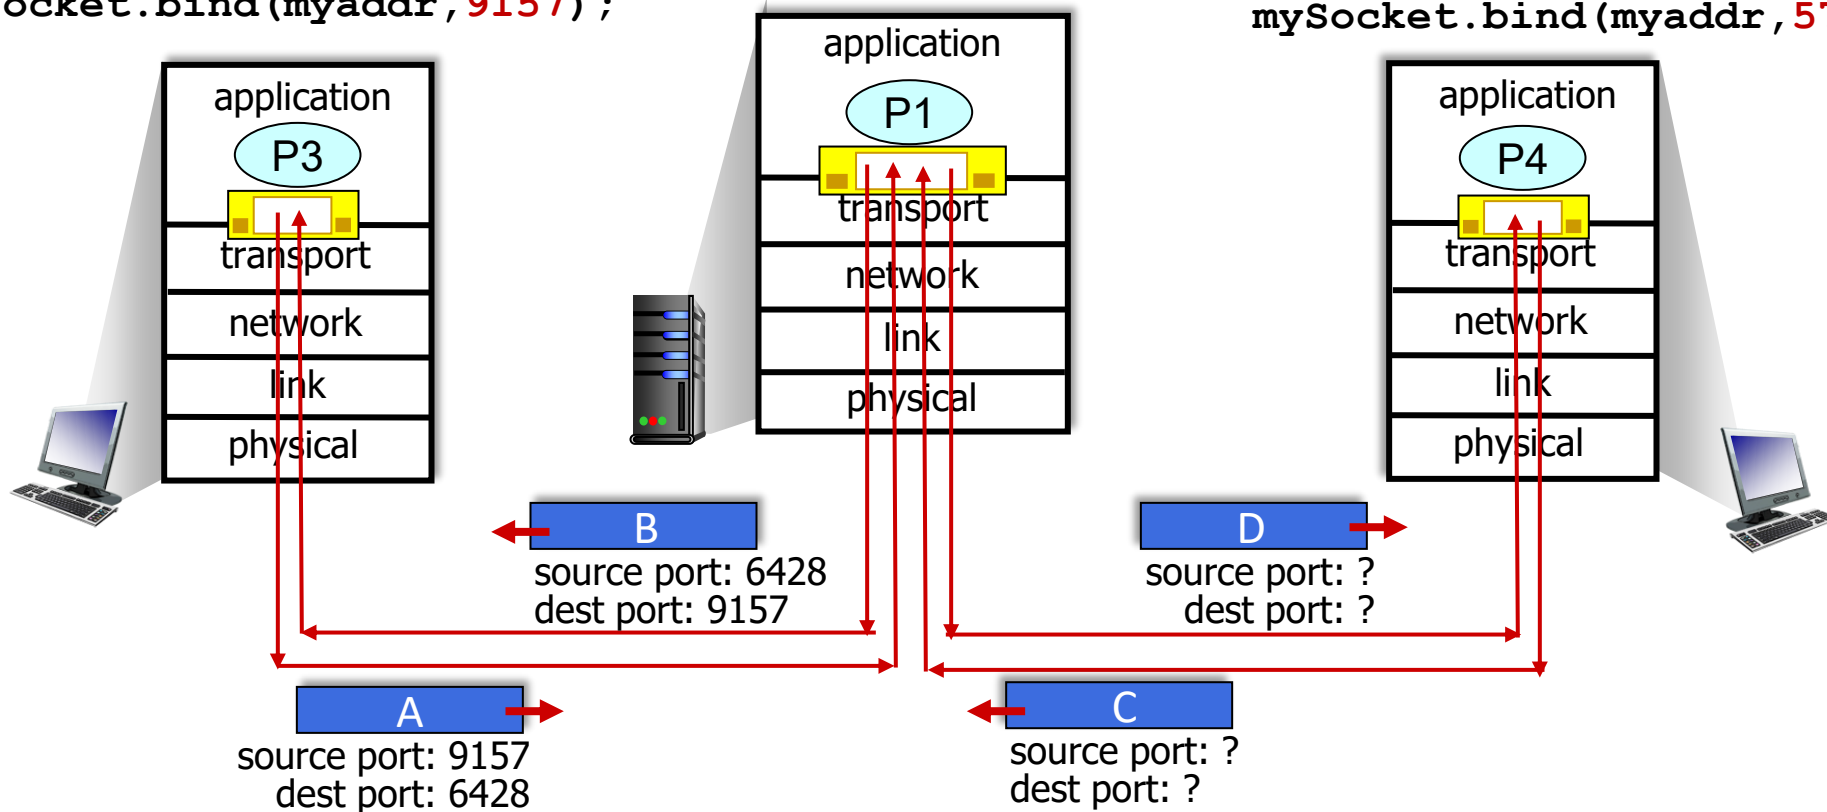 ocket.bind(myaddr,9157);
mySocket.bind(myaddr,57
application
P3
transport
network
link
physical
application
P1
transport
network
link
physical
application
P4
transport
network
link
physical
B
source port: 6428
dest port: 9157
D
source port: ?
dest port: ?
A
source port: 9157
dest port: 6428
C
source port: ?
dest port: ?